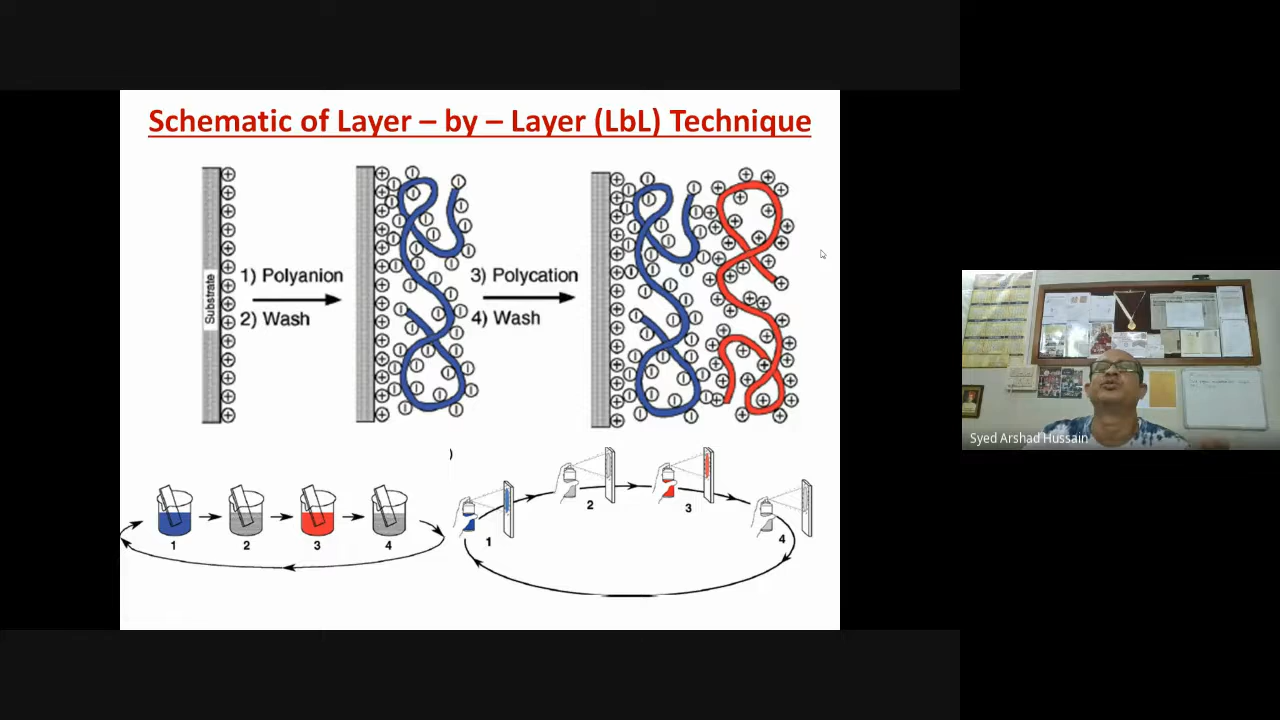 Schematic of Layer – by – Layer (LbL) Technique
Substrate
1) Polyanion
2) Wash
3) Polycation
4) Wash
)
1
2
3
4
1
2
3
4
Syed Arshad Hussain